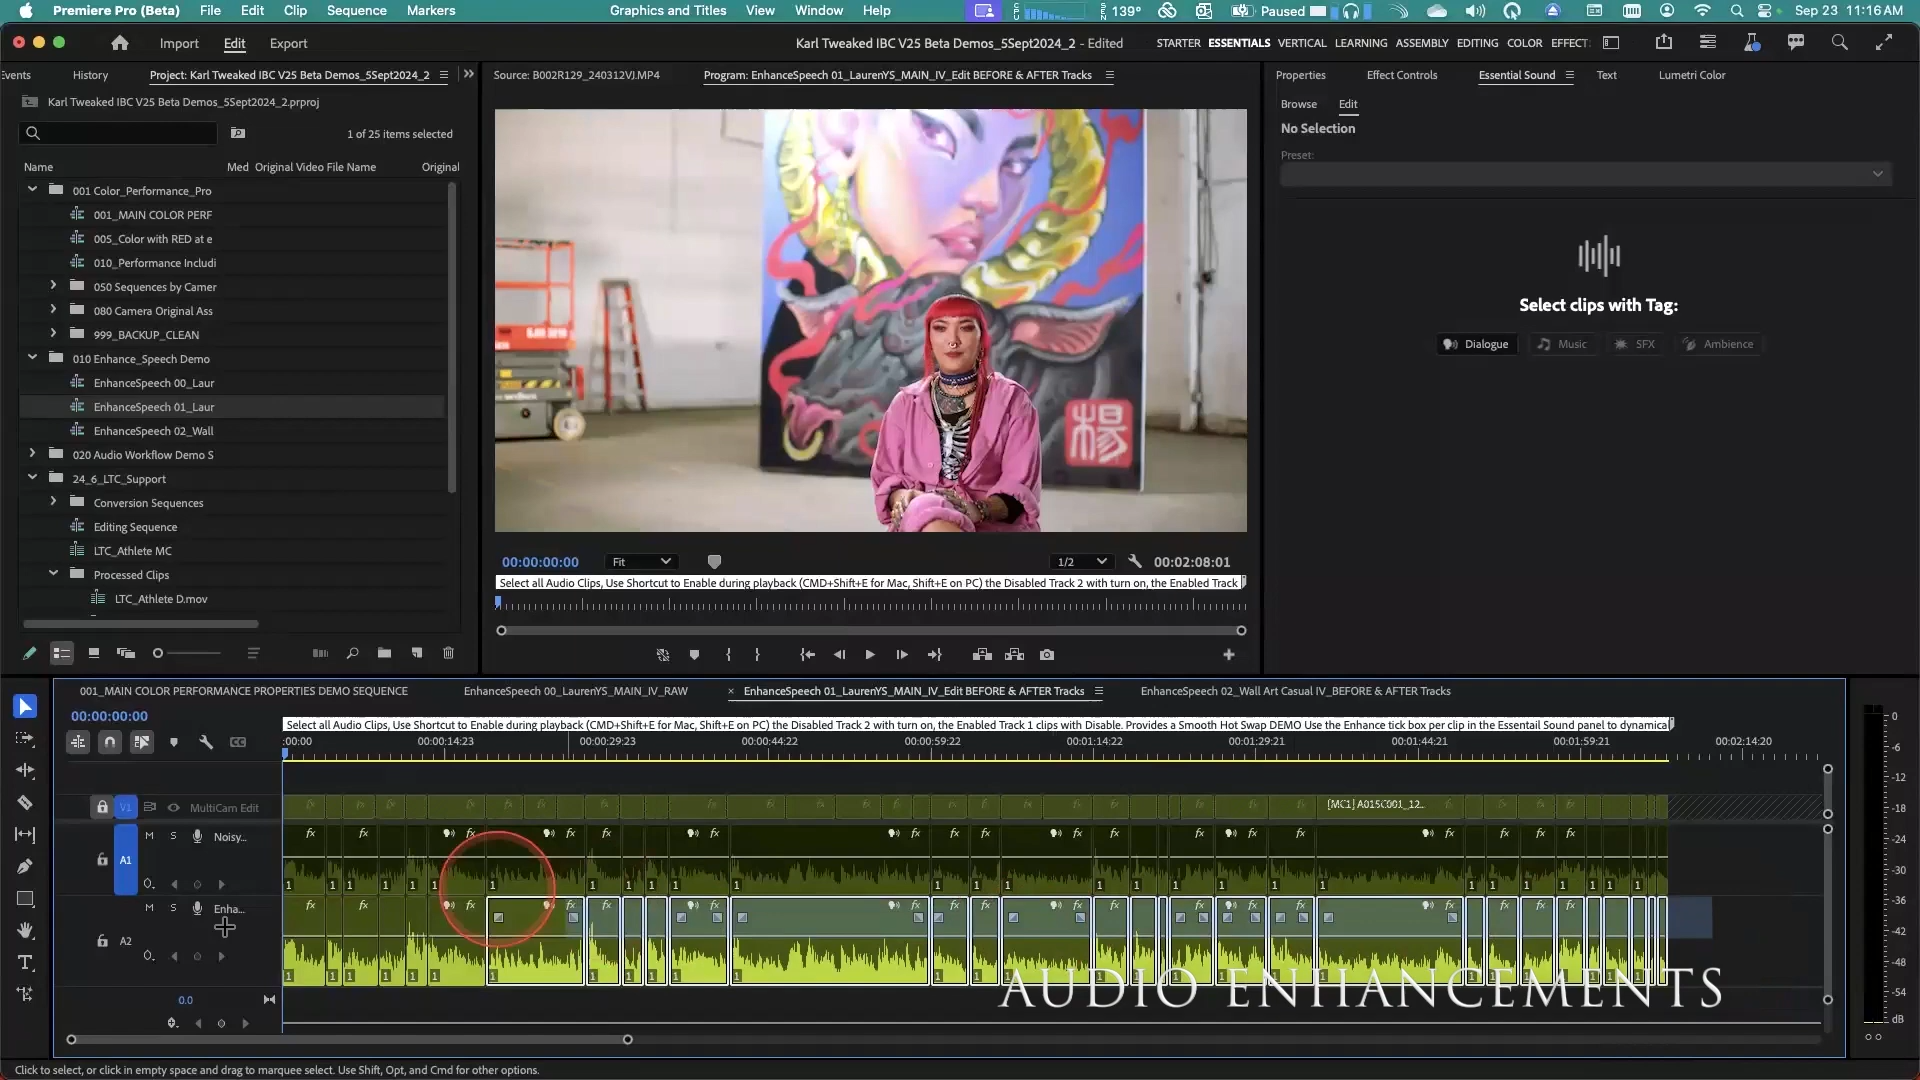 Premiere Pro (Beta) File Edit Clip Sequence Markers Graphics and Titles View Window Help 139° Paused Sep 23 11:16 AM
Import Edit Export
Karl Tweaked IBC V25 Beta Demos_5Sept2024_2 - Edited
STARTER ESSENTIALS VERTICAL LEARNING ASSEMBLY EDITING COLOR EFFECT
Events History Project: Karl Tweaked IBC V25 Beta Demos_5Sept2024_2
Karl Tweaked IBC V25 Beta Demos_5Sept2024_2.prproj
1 of 25 items selected
Name Med Original Video File Name Original
001 Color_Performance_Pro
001_MAIN COLOR PERF
005_Color with RED at e
010_Performance Includi
050 Sequences by Camer
080 Camera Original Ass
999_BACKUP_CLEAN
010 Enhance_Speech Demo
EnhanceSpeech 00_Laur
EnhanceSpeech 01_Laur
EnhanceSpeech 02_Wall
020 Audio Workflow Demo S
24_6_LTC_Support
Conversion Sequences
Editing Sequence
LTC_Athlete MC
Processed Clips
LTC_Athlete D.mov
Source: B002R129_240312VJ.MP4 Program: EnhanceSpeech 01_LaurenYS_MAIN_IV_Edit BEFORE & AFTER Tracks
楊
00:00:00:00 Fit 1/2 00:02:08:01
Select all Audio Clips, Use Shortcut to Enable during playback (CMD+Shift+E for Mac, Shift+E on PC) the Disabled Track 2 with turn on, the Enabled Track
Properties Effect Controls Essential Sound Text Lumetri Color
Browse Edit
No Selection
Preset:
Select clips with Tag:
Dialogue Music SFX Ambience
001_MAIN COLOR PERFORMANCE PROPERTIES DEMO SEQUENCE EnhanceSpeech 00_LaurenYS_MAIN_IV_RAW × EnhanceSpeech 01_LaurenYS_MAIN_IV_Edit BEFORE & AFTER Tracks EnhanceSpeech 02_Wall Art Casual IV_BEFORE & AFTER Tracks
00:00:00:00
Select all Audio Clips, Use Shortcut to Enable during playback (CMD+Shift+E for Mac, Shift+E on PC) the Disabled Track 2 with turn on, the Enabled Track 1 clips with Disable. Provides a Smooth Hot Swap DEMO Use the Enhance tick box per clip in the Essentail Sound panel to dynamical
:00:00 00:00:14:23 00:00:29:23 00:00:44:22 00:00:59:22 00:01:14:22 00:01:29:21 00:01:44:21 00:01:59:21 00:02:14:20
V1 MultiCam Edit
[MC1] A015C001_12...
A1 M S Noisy...
A2 M S Enha...
0.0
AUDIO ENHANCEMENTS
0
-6
-12
-18
-24
-30
-36
-42
-48
-54
dB
Click to select, or click in empty space and drag to marquee select. Use Shift, Opt, and Cmd for other options.